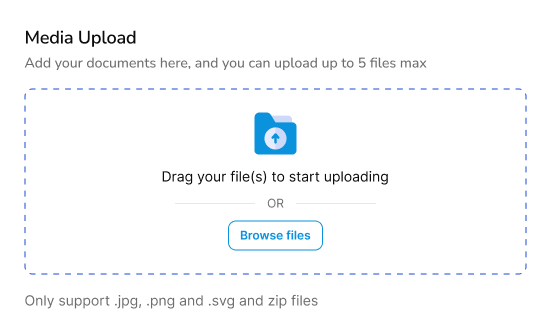 Media Upload
Add your documents here, and you can upload up to 5 files max
Drag your file(s) to start uploading
OR
Browse files
Only support .jpg, .png and .svg and zip files